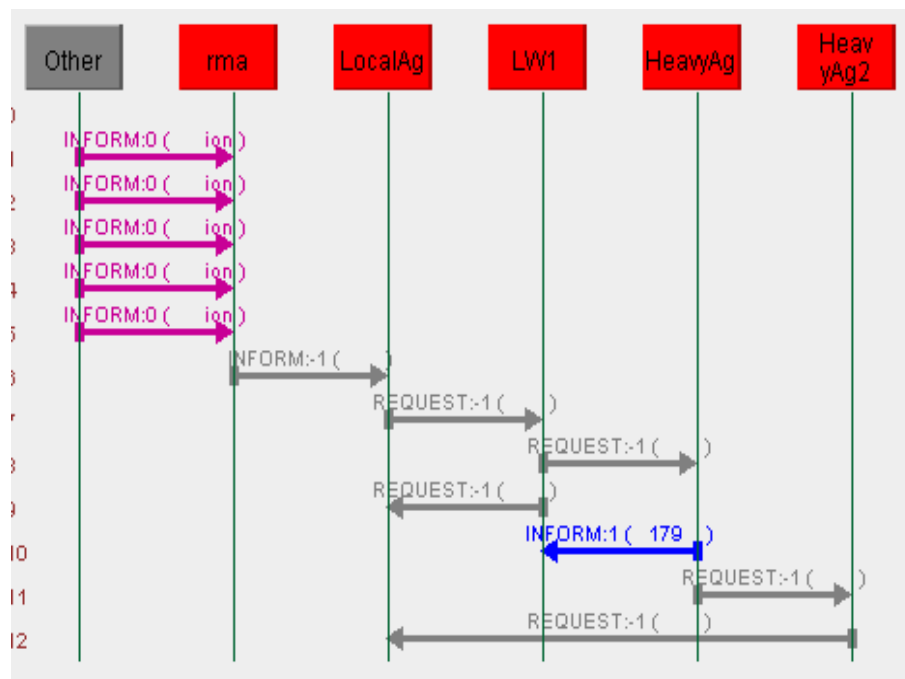 Other rma LocalAg LW1 HeavyAg Heav
yAg2
INFORM:0 ( ion )
INFORM:0 ( ion )
INFORM:0 ( ion )
INFORM:0 ( ion )
INFORM:0 ( ion )
INFORM:-1 ( )
REQUEST:-1 ( )
REQUEST:-1 ( )
REQUEST:-1 ( )
INFORM:1 ( 179 )
10
REQUEST:-1 ( )
11
REQUEST:-1 ( )
12